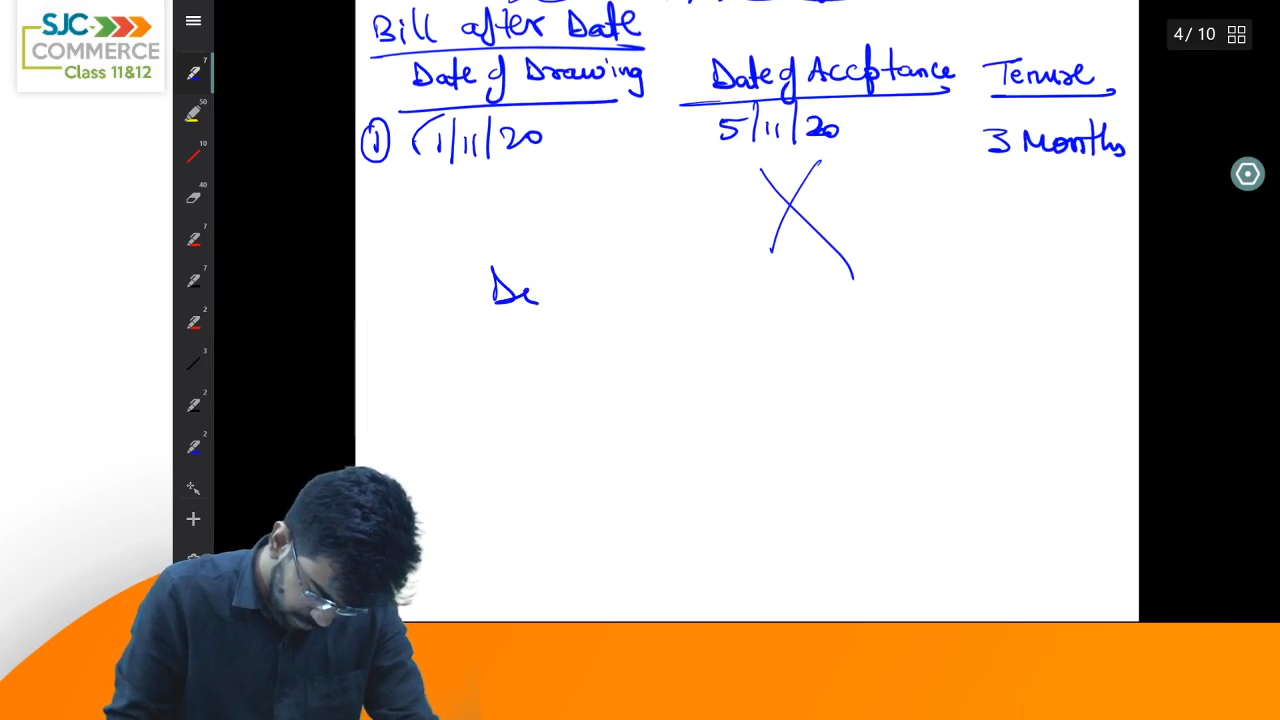 SJC
COMMERCE
Class 11&12
4 / 10
Bill after Date
Date of Drawing Date of Acceptance Tenure
① 1/11/20 5/11/20 3 Months
De